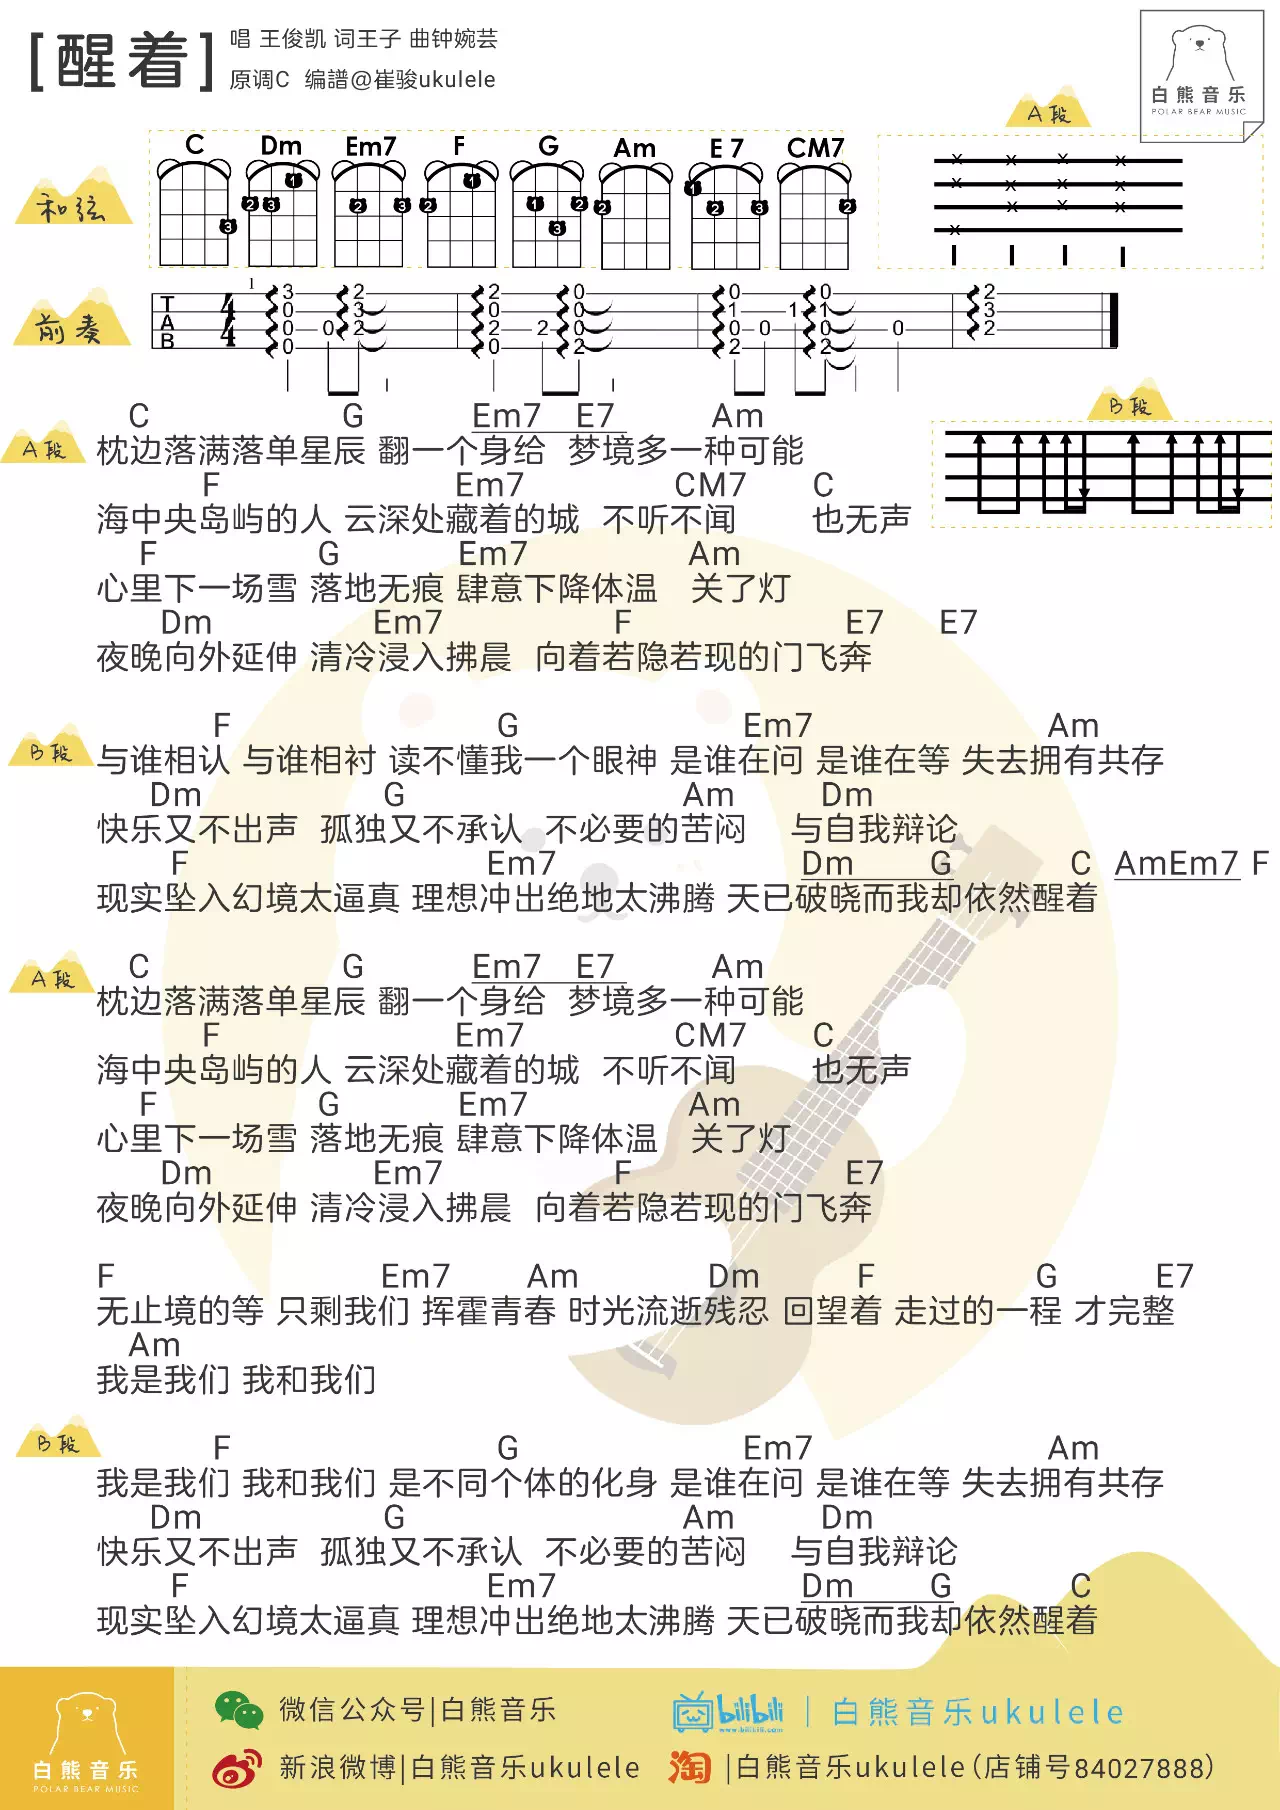 [醒着]
唱 王俊凯 词王子 曲钟婉芸
原调C 编譜@崔骏ukulele
白熊音乐
POLAR BEAR MUSIC
和弦
C Dm Em7 F G Am E7 CM7
A段
前奏
B段
C G Em7 E7 Am
A段
枕边落满落单星辰 翻一个身给 梦境多一种可能
F Em7 CM7 C
海中央岛屿的人 云深处藏着的城 不听不闻 也无声
F G Em7 Am
心里下一场雪 落地无痕 肆意下降体温 关了灯
Dm Em7 F E7 E7
夜晚向外延伸 清冷浸入拂晨 向着若隐若现的门飞奔
F G Em7 Am
B段
与谁相认 与谁相衬 读不懂我一个眼神 是谁在问 是谁在等 失去拥有共存
Dm G Am Dm
快乐又不出声 孤独又不承认 不必要的苦闷 与自我辩论
F Em7 Dm G C AmEm7 F
现实坠入幻境太逼真 理想冲出绝地太沸腾 天已破晓而我却依然醒着
C G Em7 E7 Am
A段
枕边落满落单星辰 翻一个身给 梦境多一种可能
F Em7 CM7 C
海中央岛屿的人 云深处藏着的城 不听不闻 也无声
F G Em7 Am
心里下一场雪 落地无痕 肆意下降体温 关了灯
Dm Em7 F E7
夜晚向外延伸 清冷浸入拂晨 向着若隐若现的门飞奔
F Em7 Am Dm F G E7
无止境的等 只剩我们 挥霍青春 时光流逝残忍 回望着 走过的一程 才完整
Am
我是我们 我和我们
F G Em7 Am
B段
我是我们 我和我们 是不同个体的化身 是谁在问 是谁在等 失去拥有共存
Dm G Am Dm
快乐又不出声 孤独又不承认 不必要的苦闷 与自我辩论
F Em7 Dm G C
现实坠入幻境太逼真 理想冲出绝地太沸腾 天已破晓而我却依然醒着
白熊音乐
POLAR BEAR MUSIC
微信公众号|白熊音乐
bilibili
www.bilibili.com
|白熊音乐ukulele
新浪微博|白熊音乐ukulele
淘 |白熊音乐ukulele(店铺号84027888)